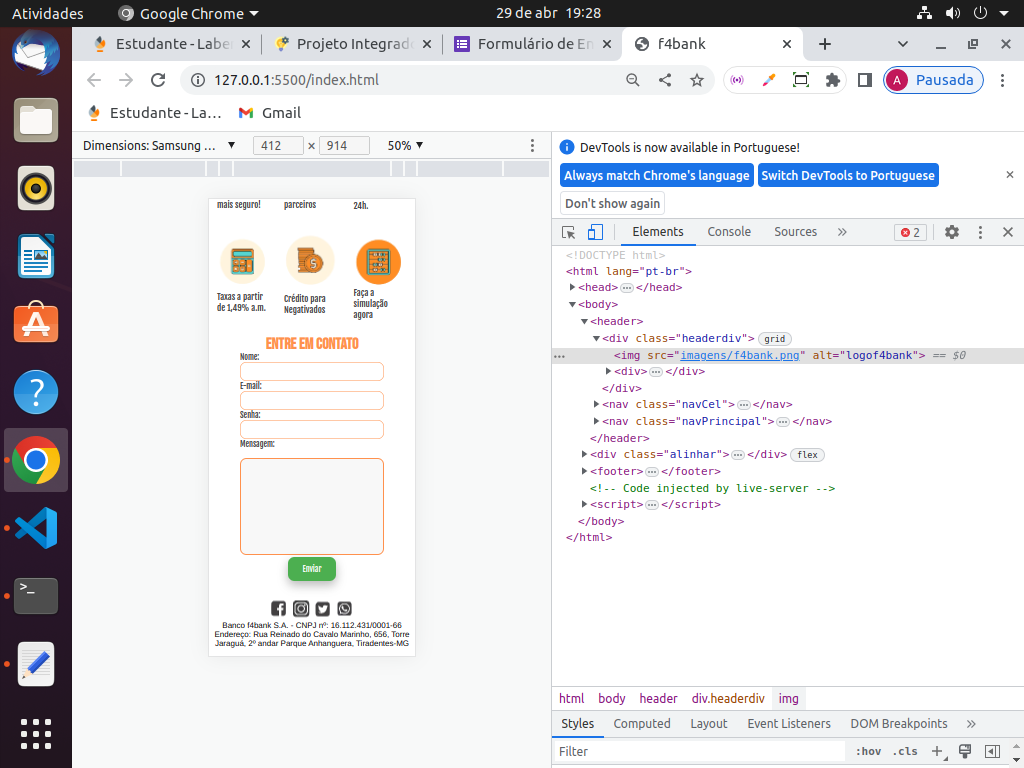 Atividades
Google Chrome
29 de abr 19:28
Estudante - Labe
Projeto Integrad
Formulário de En
f4bank
127.0.0.1:5500/index.html
A
Pausada
Estudante - La...
Gmail
Dimensions: Samsung ...
412 × 914
50%
mais seguro!
parceiros
24h.
Taxas a partir
de 1,49% a.m.
Crédito para
Negativados
Faça a
simulação
agora
ENTRE EM CONTATO
Nome:
E-mail:
Senha:
Mensagem:
Enviar
Banco f4bank S.A. - CNPJ nº: 16.112.431/0001-66
Endereço: Rua Reinado do Cavalo Marinho, 656, Torre
Jaraguá, 2º andar Parque Anhanguera, Tiradentes-MG
DevTools is now available in Portuguese!
Always match Chrome's language
Switch DevTools to Portuguese
Don't show again
Elements
Console
Sources
2
<!DOCTYPE html>
<html lang="pt-br">
<head>…</head>
<body>
<header>
<div class="headerdiv"> grid
<img src="imagens/f4bank.png" alt="logof4bank"> == $0
<div>…</div>
</div>
<nav class="navCel">…</nav>
<nav class="navPrincipal">…</nav>
</header>
<div class="alinhar">…</div> flex
<footer>…</footer>
<!-- Code injected by live-server -->
<script>…</script>
</body>
</html>
html body header div.headerdiv img
Styles
Computed
Layout
Event Listeners
DOM Breakpoints
Filter
:hov
.cls